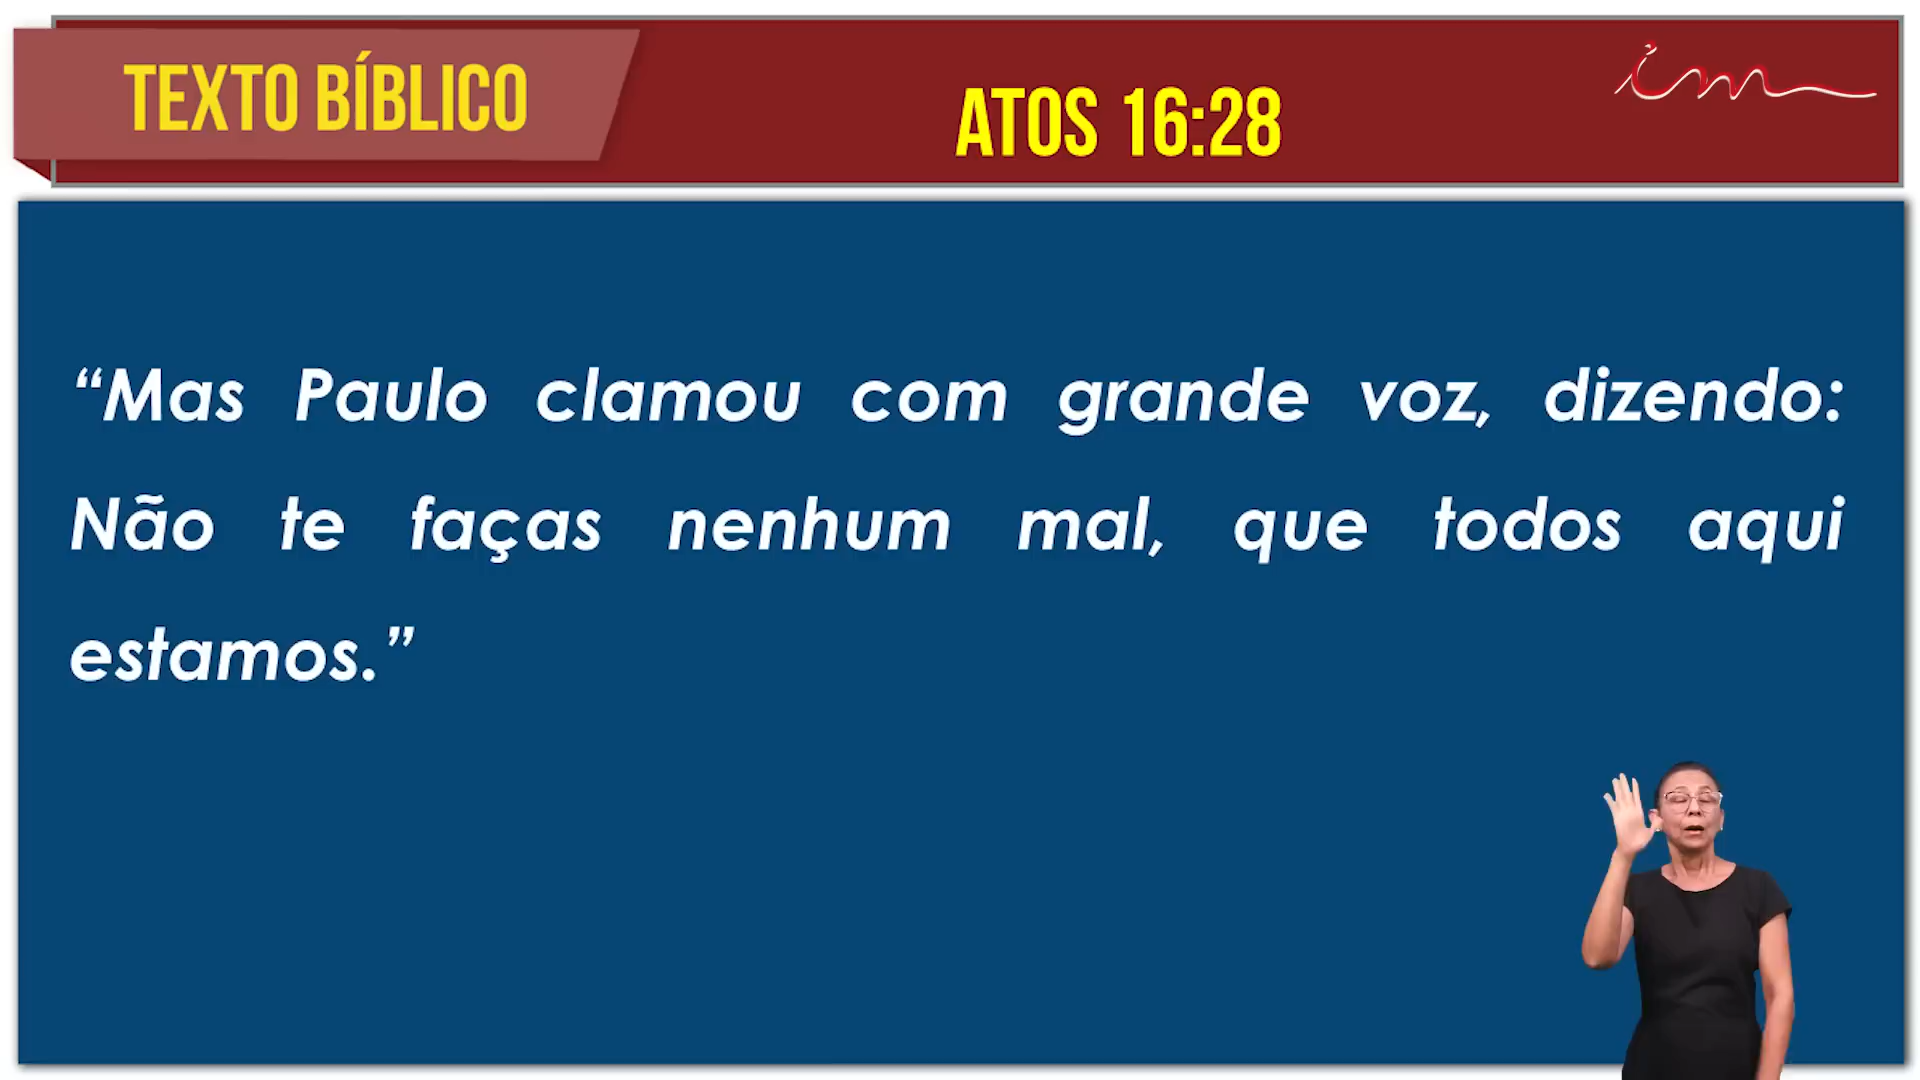 TEXTO BÍBLICO
ATOS 16:28
im
“Mas Paulo clamou com grande voz, dizendo:
Não te faças nenhum mal, que todos aqui
estamos.”